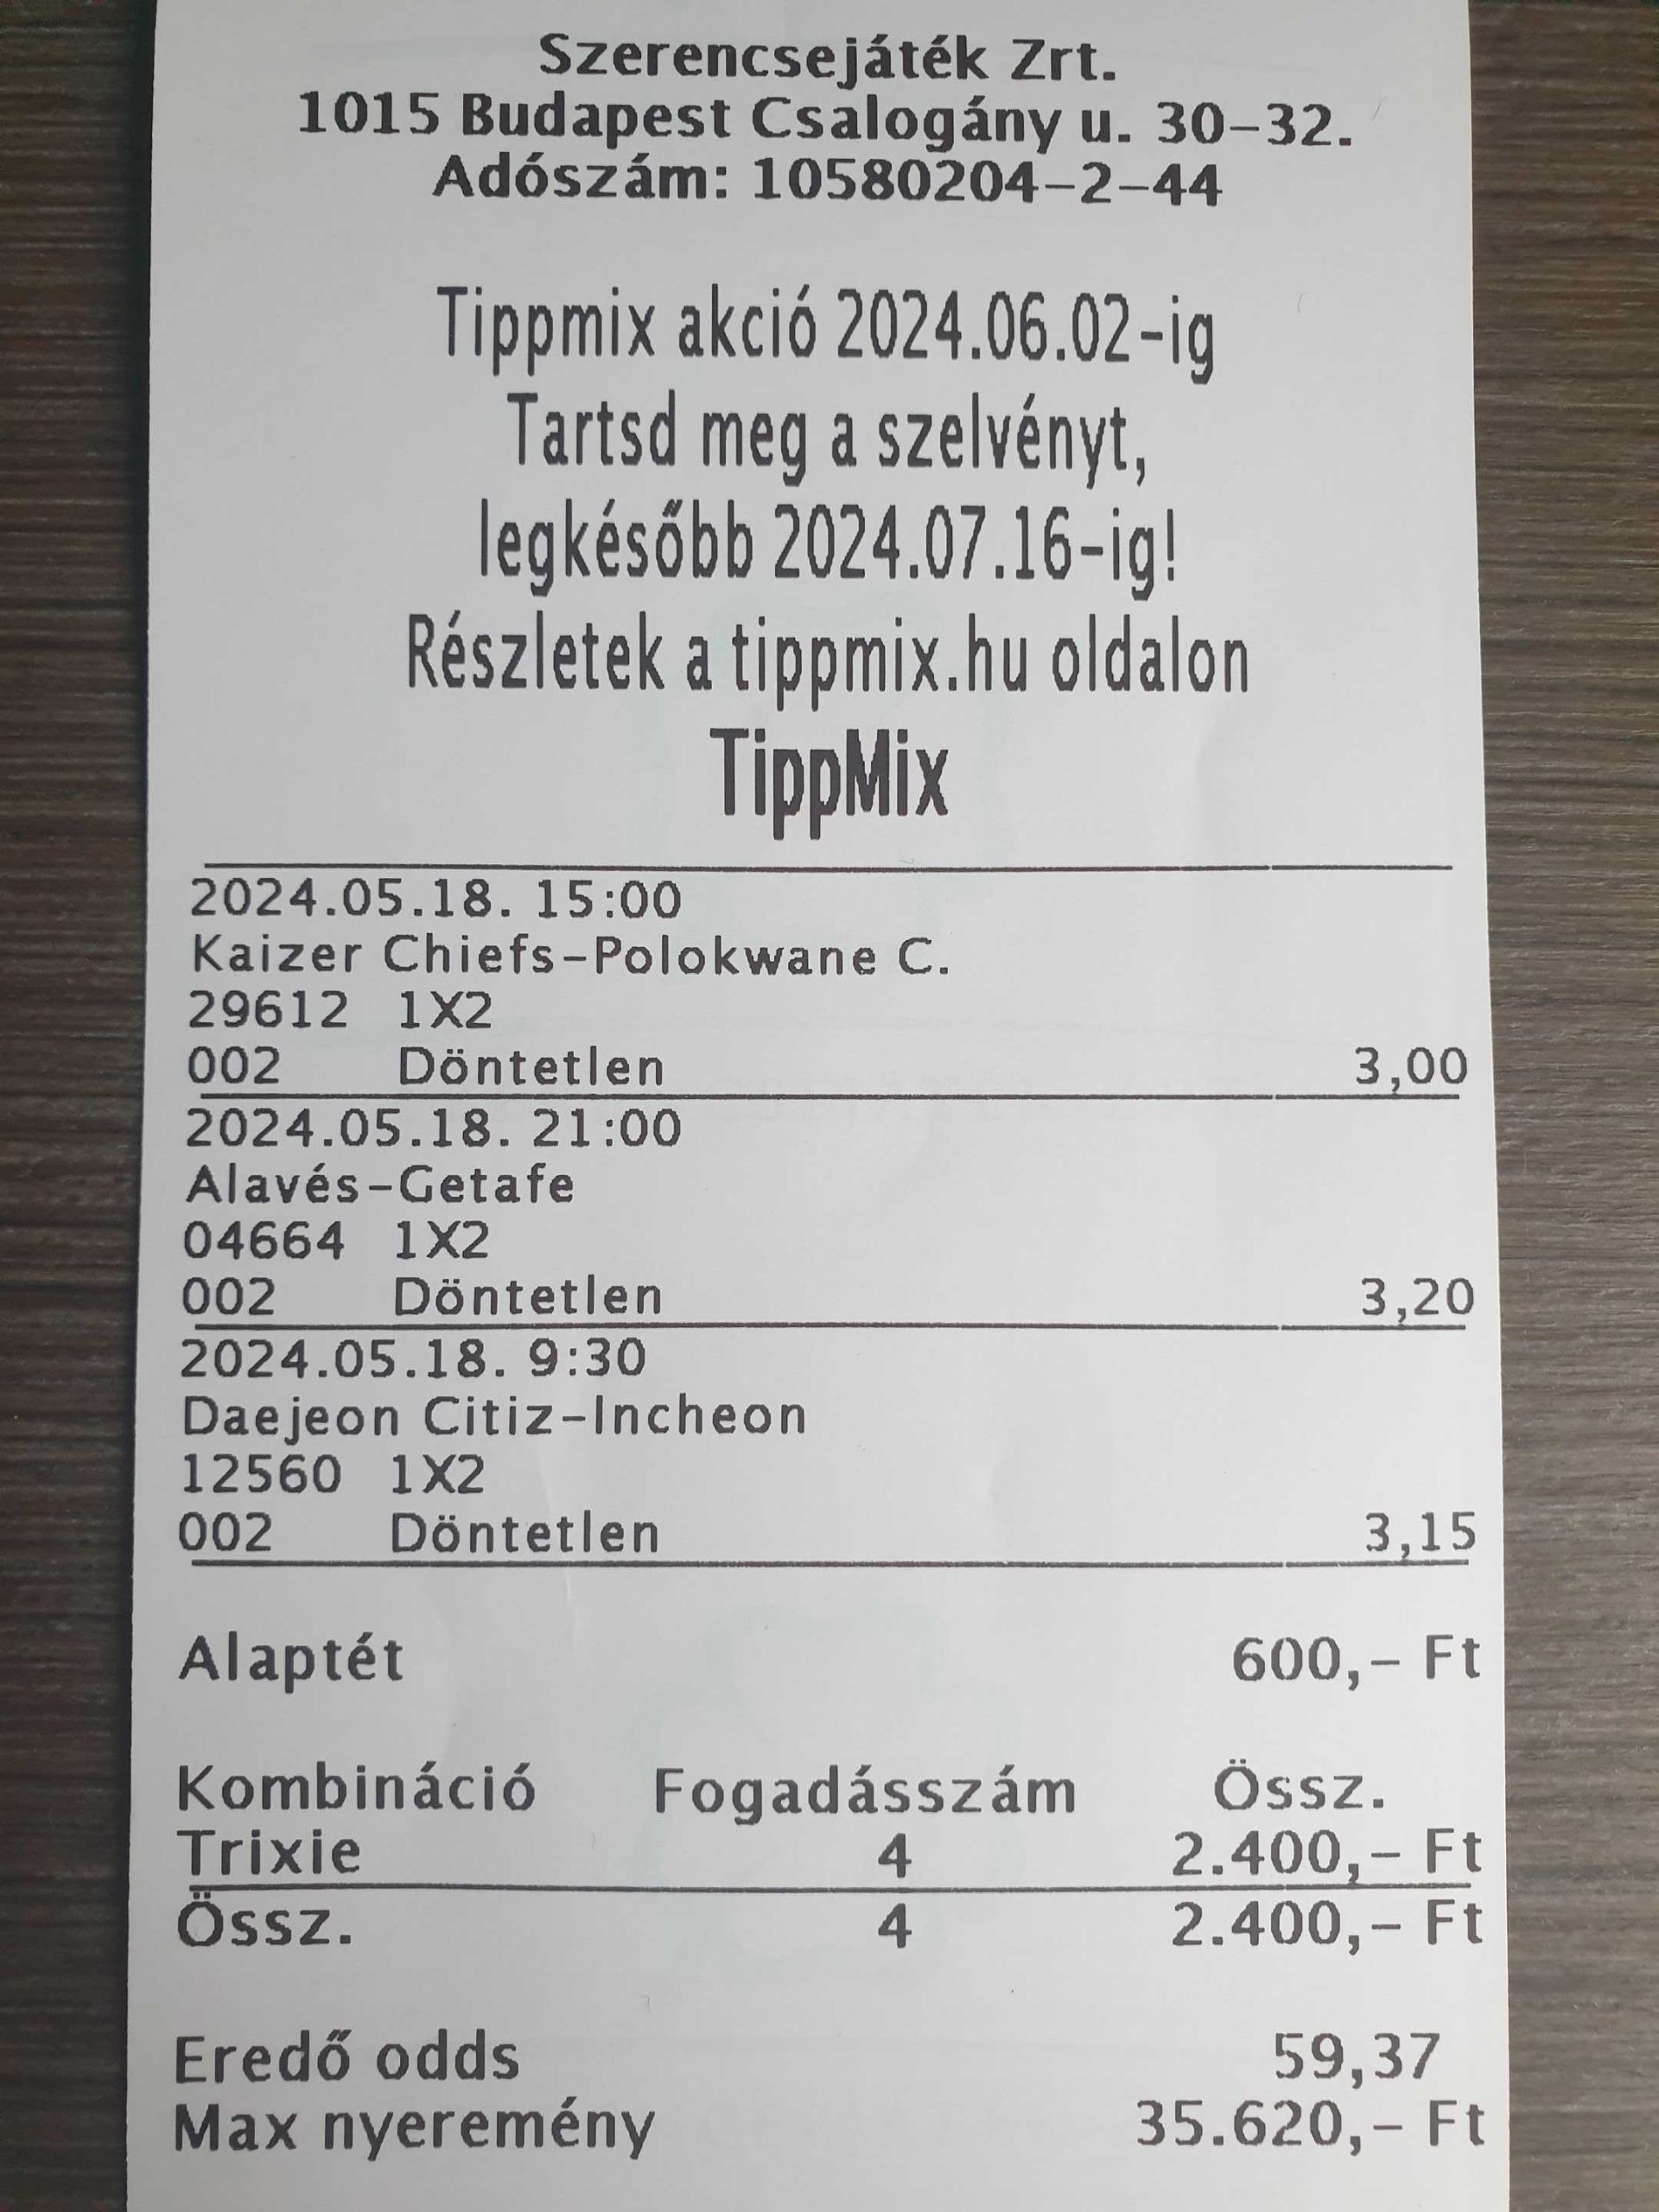 Szerencsejáték Zrt.
1015 Budapest Csalogány u. 30-32.
Adószám: 10580204-2-44
Tippmix akció 2024.06.02-ig
Tartsd meg a szelvényt,
legkésőbb 2024.07.16-ig!
Részletek a tippmix.hu oldalon
TippMix
2024.05.18. 15:00
Kaizer Chiefs-Polokwane C.
29612 1X2
002 Döntetlen 3,00
2024.05.18. 21:00
Alavés-Getafe
04664 1X2
002 Döntetlen 3,20
2024.05.18. 9:30
Daejeon Citiz-Incheon
12560 1X2
002 Döntetlen 3,15
Alaptét 600,- Ft
Kombináció Fogadásszám Össz.
Trixie 4 2.400,- Ft
Össz. 4 2.400,- Ft
Eredő odds 59,37
Max nyeremény 35.620,- Ft